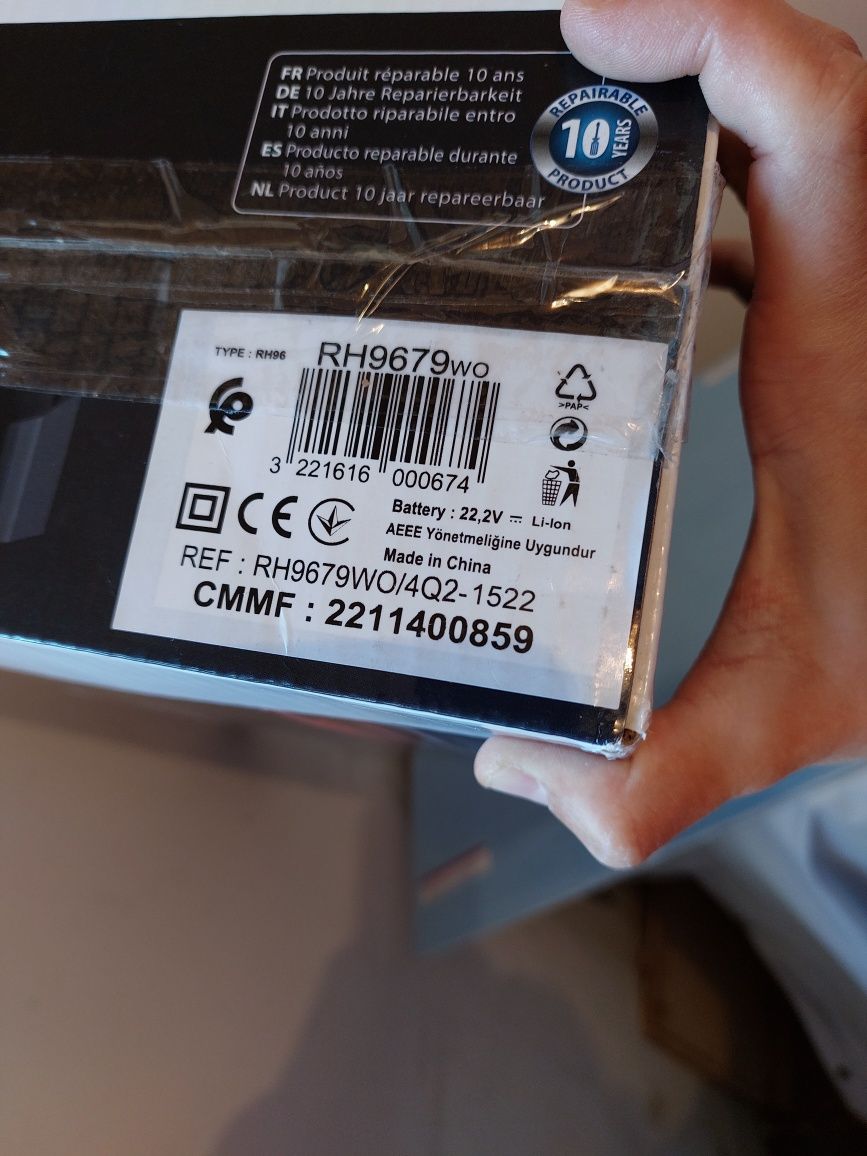 FR Produit réparable 10 ans
DE 10 Jahre Reparierbarkeit
IT Prodotto riparabile entro
10 anni
ES Producto reparable durante
10 años
NL Product 10 jaar repareerbaar
REPAIRABLE
10 YEARS
PRODUCT
TYPE : RH96
RH9679WO
>PAP<
3 221616 000674
CE
Battery : 22,2V ⎓ Li-Ion
AEEE Yönetmeliğine Uygundur
Made in China
REF : RH9679WO/4Q2-1522
CMMF : 2211400859